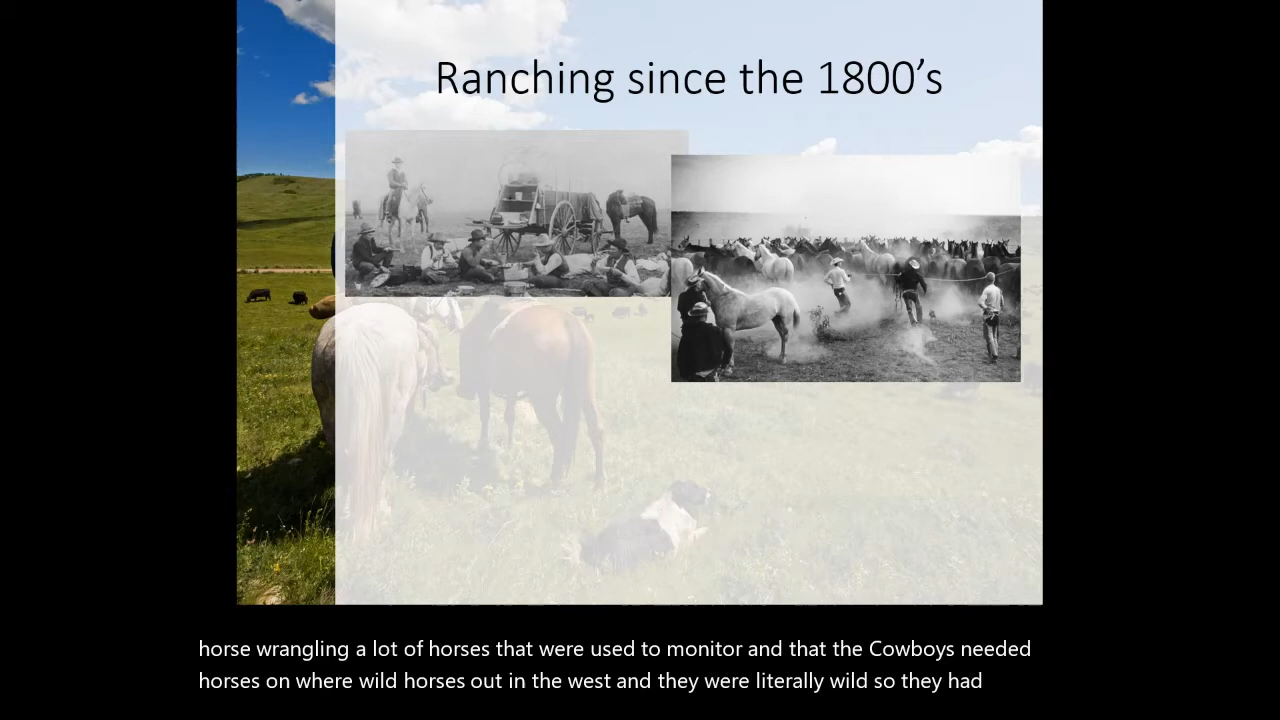 Ranching since the 1800’s
horse wrangling a lot of horses that were used to monitor and that the Cowboys needed
horses on where wild horses out in the west and they were literally wild so they had